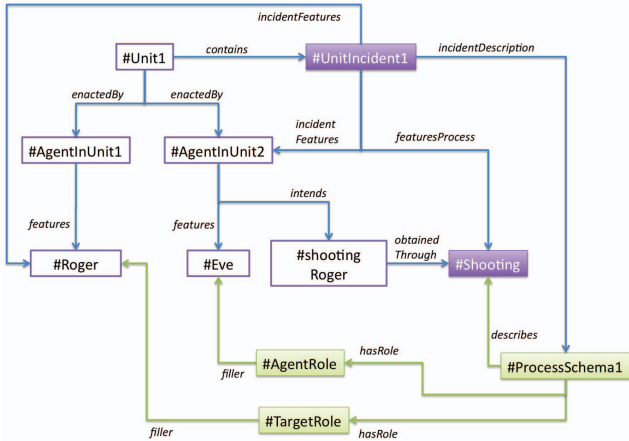 incidentFeatures
#Unit1
contains
#UnitIncident1
incidentDescription
enactedBy
enactedBy
incident
Features
featuresProcess
#AgentInUnit1
#AgentInUnit2
intends
features
features
#Roger
#Eve
#shooting
Roger
obtained
Through
#Shooting
describes
#AgentRole
hasRole
#ProcessSchema1
filler
#TargetRole
filler
hasRole